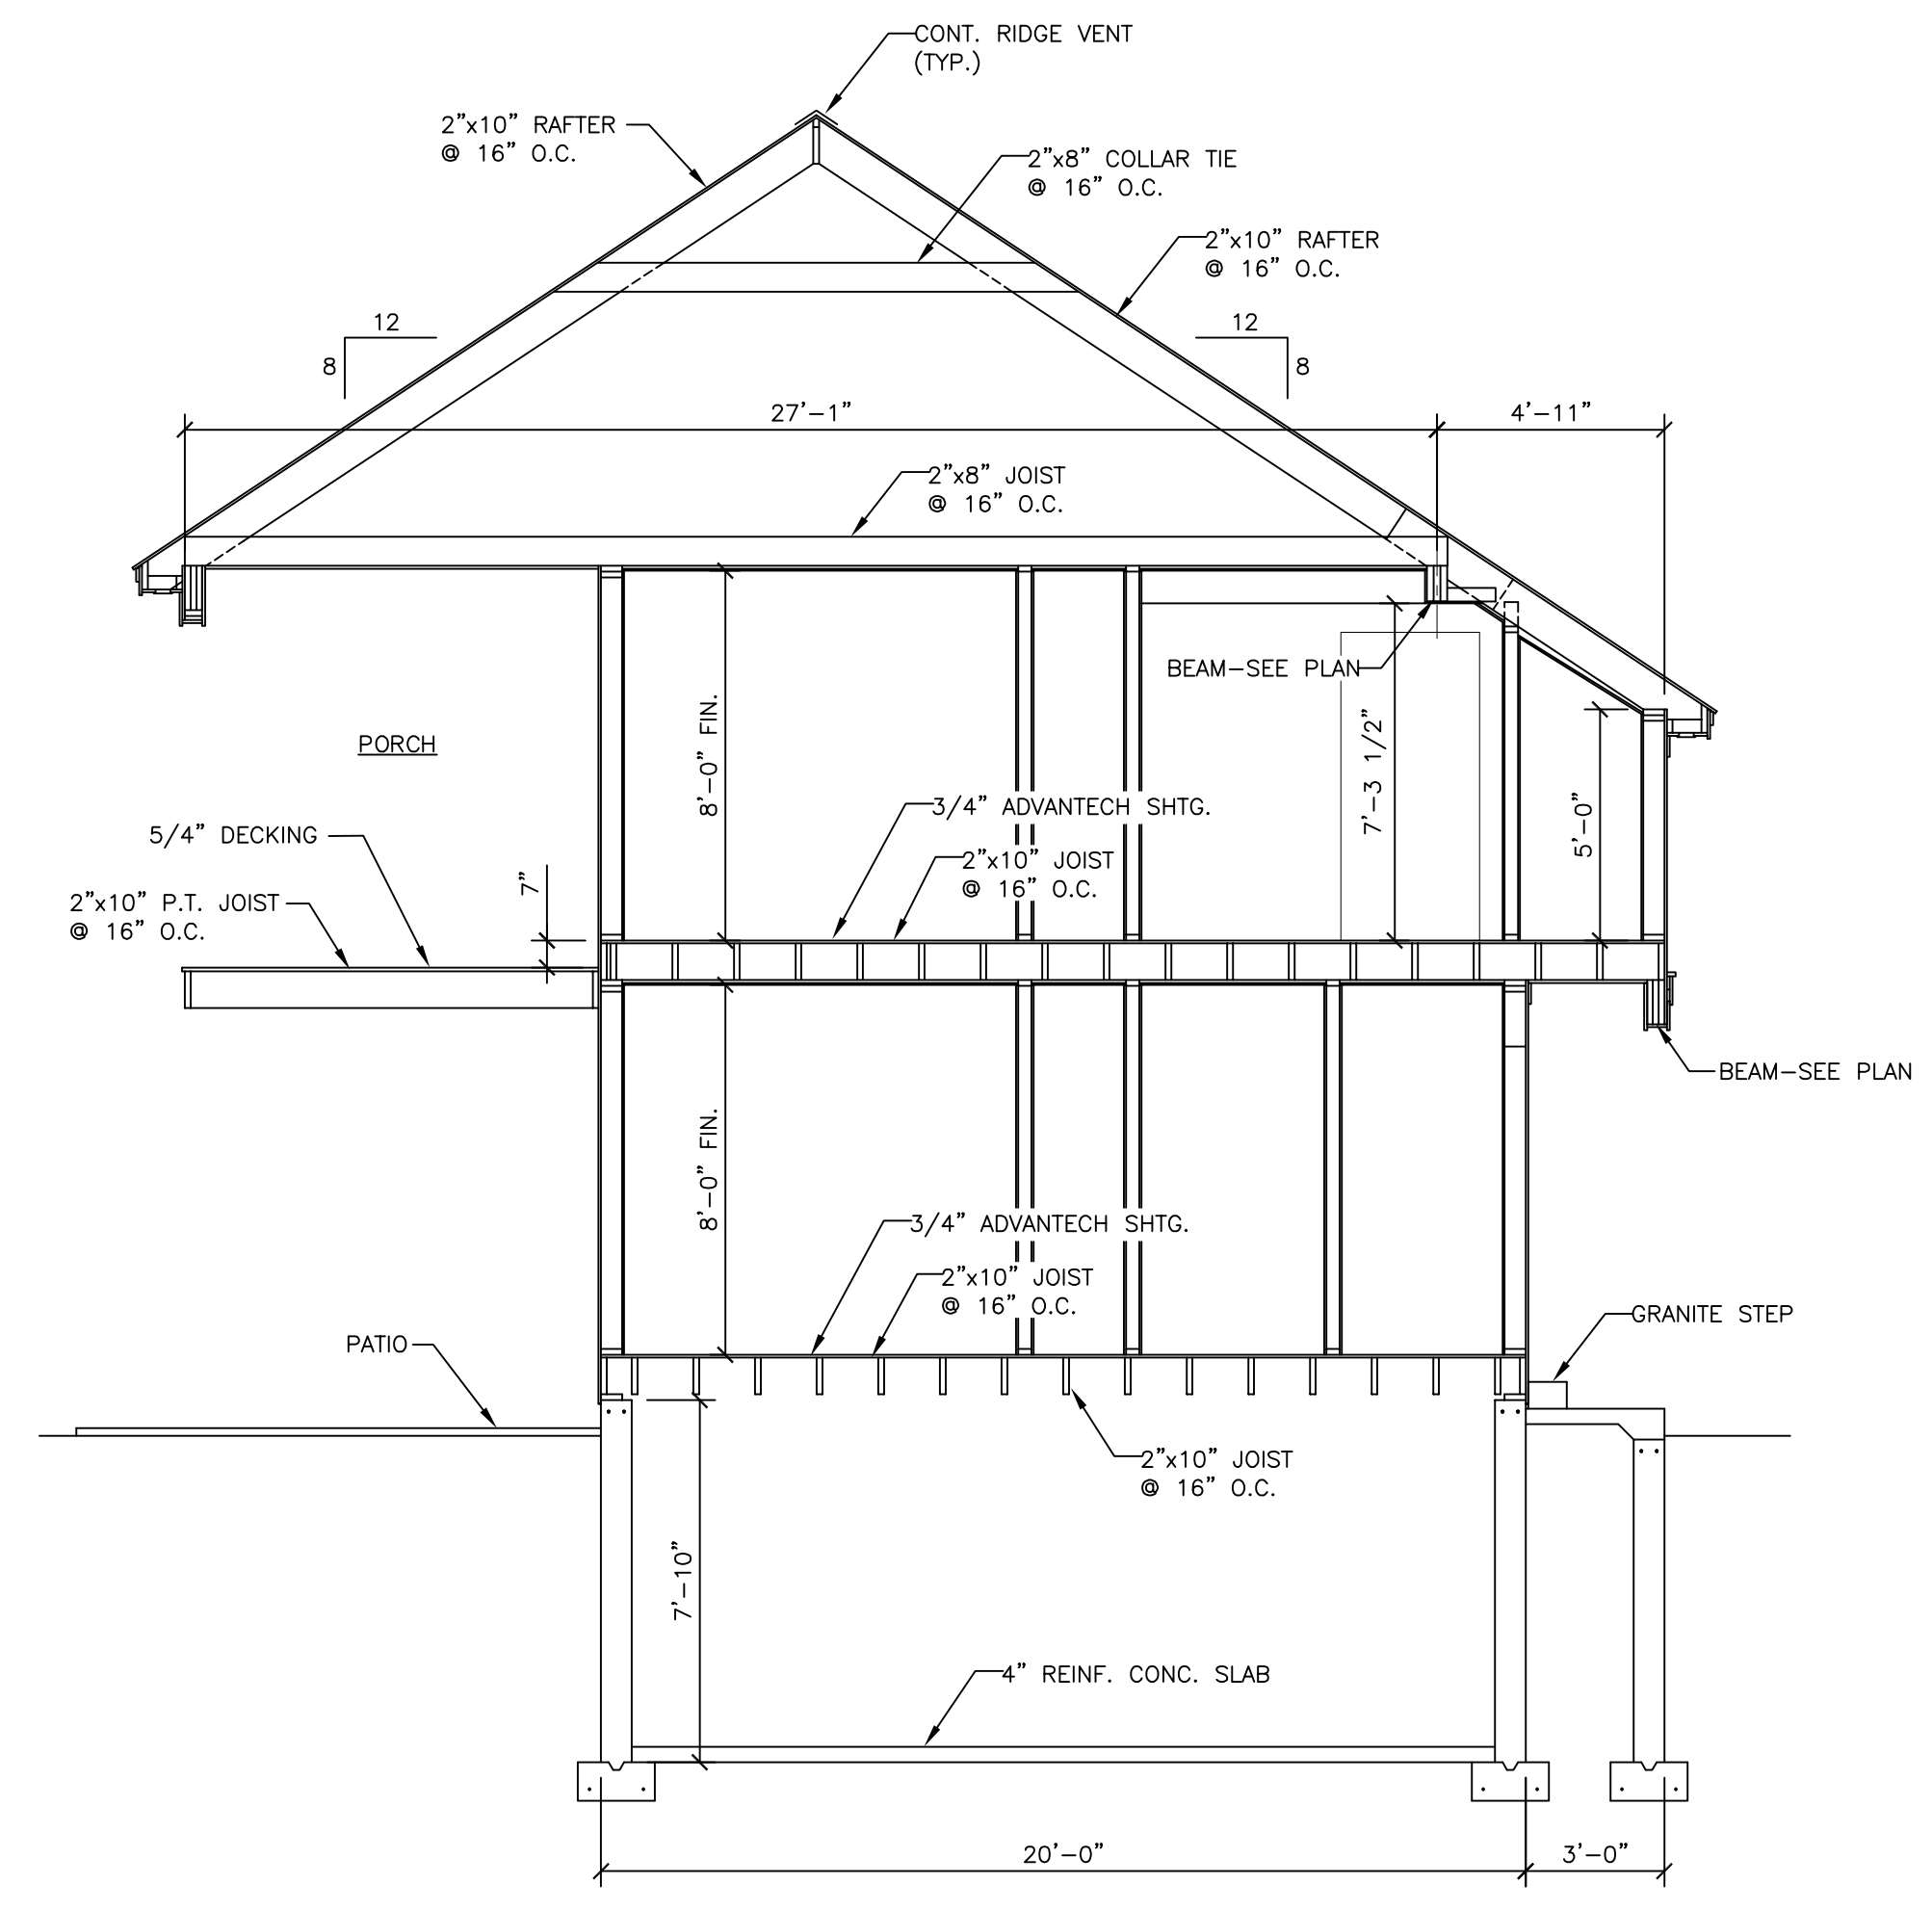 CONT. RIDGE VENT
(TYP.)
2"x10" RAFTER
@ 16" O.C.
2"x8" COLLAR TIE
@ 16" O.C.
2"x10" RAFTER
@ 16" O.C.
12
8
12
8
27'-1"
4'-11"
2"x8" JOIST
@ 16" O.C.
BEAM-SEE PLAN
8'-0" FIN.
7'-3 1/2"
5'-0"
PORCH
3/4" ADVANTECH SHTG.
2"x10" JOIST
@ 16" O.C.
5/4" DECKING
7"
2"x10" P.T. JOIST
@ 16" O.C.
BEAM-SEE PLAN
8'-0" FIN.
3/4" ADVANTECH SHTG.
2"x10" JOIST
@ 16" O.C.
GRANITE STEP
PATIO
2"x10" JOIST
@ 16" O.C.
7'-10"
4" REINF. CONC. SLAB
20'-0"
3'-0"